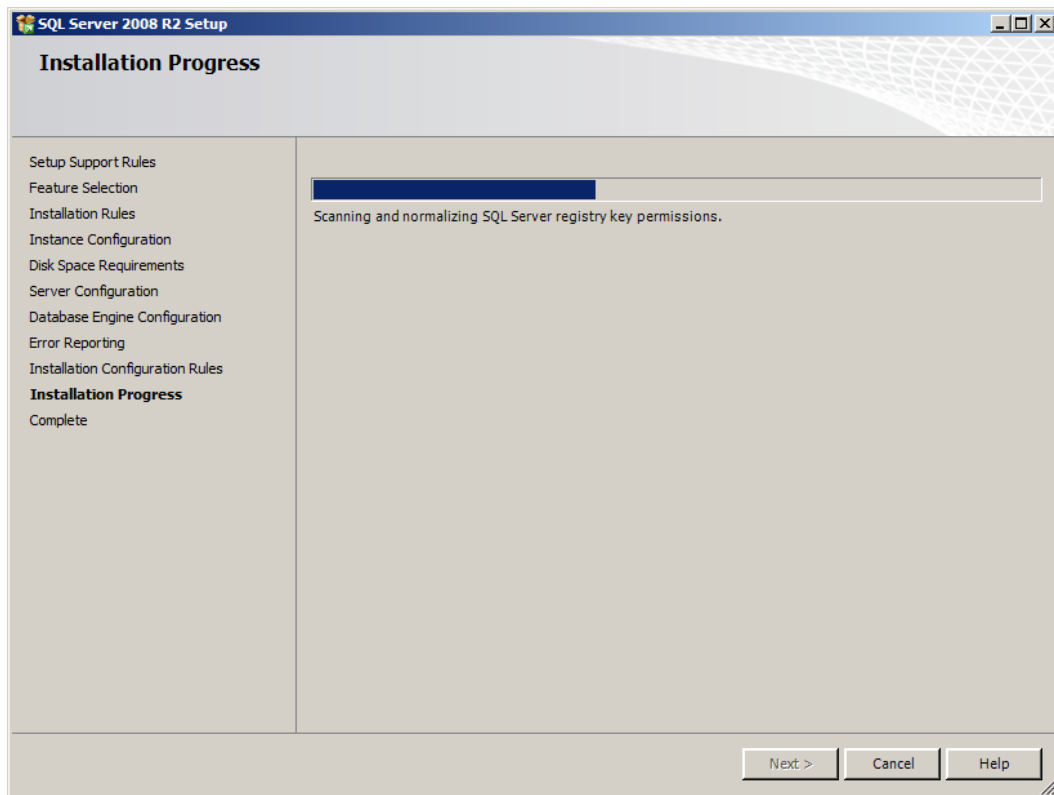 SQL Server 2008 R2 Setup
Installation Progress
Setup Support Rules
Feature Selection
Installation Rules
Instance Configuration
Disk Space Requirements
Server Configuration
Database Engine Configuration
Error Reporting
Installation Configuration Rules
Installation Progress
Complete
Scanning and normalizing SQL Server registry key permissions.
Next >
Cancel
Help